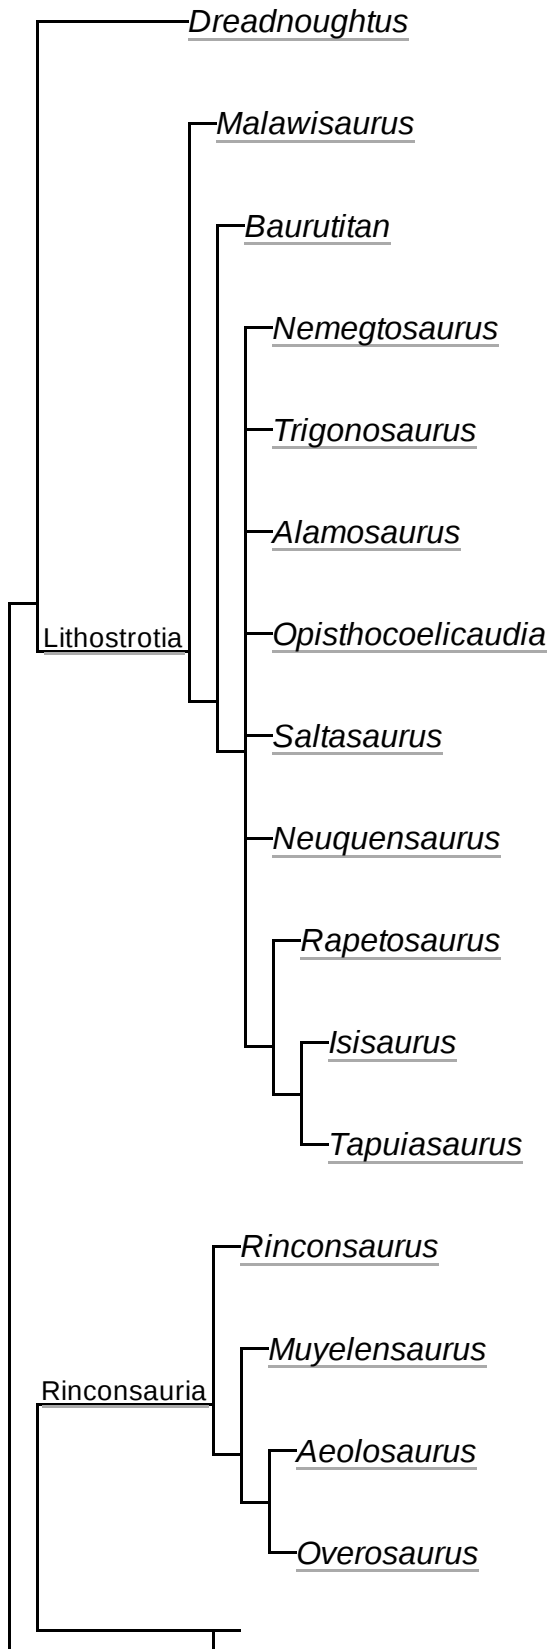 Dreadnoughtus
Malawisaurus
Baurutitan
Nemegtosaurus
Trigonosaurus
Alamosaurus
Opisthocoelicaudia
Lithostrotia
Saltasaurus
Neuquensaurus
Rapetosaurus
Isisaurus
Tapuiasaurus
Rinconsaurus
Muyelensaurus
Rinconsauria
Aeolosaurus
Overosaurus